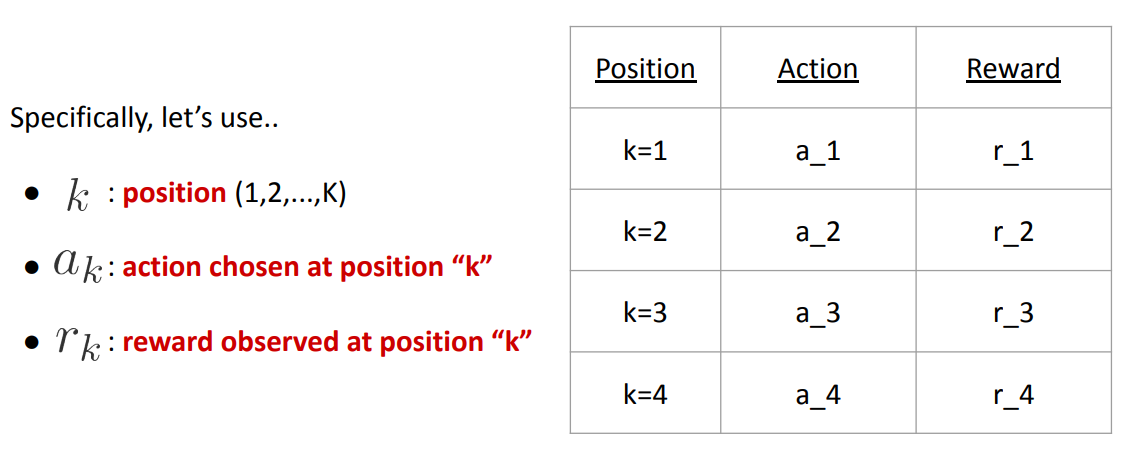 Specifically, let’s use..
● k : position (1,2,...,K)
● a_k : action chosen at position “k”
● r_k : reward observed at position “k”
Position Action Reward
k=1 a_1 r_1
k=2 a_2 r_2
k=3 a_3 r_3
k=4 a_4 r_4